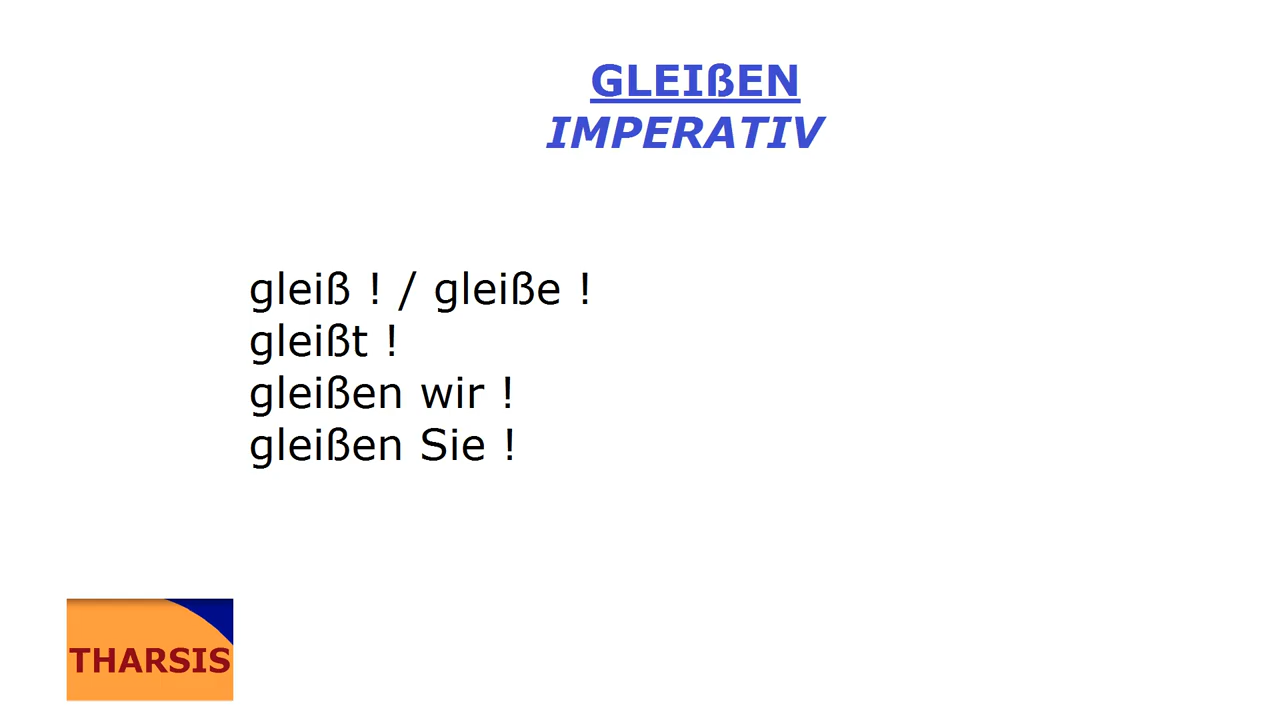 GLEIßEN
IMPERATIV
gleiß ! / gleiße !
gleißt !
gleißen wir !
gleißen Sie !
THARSIS